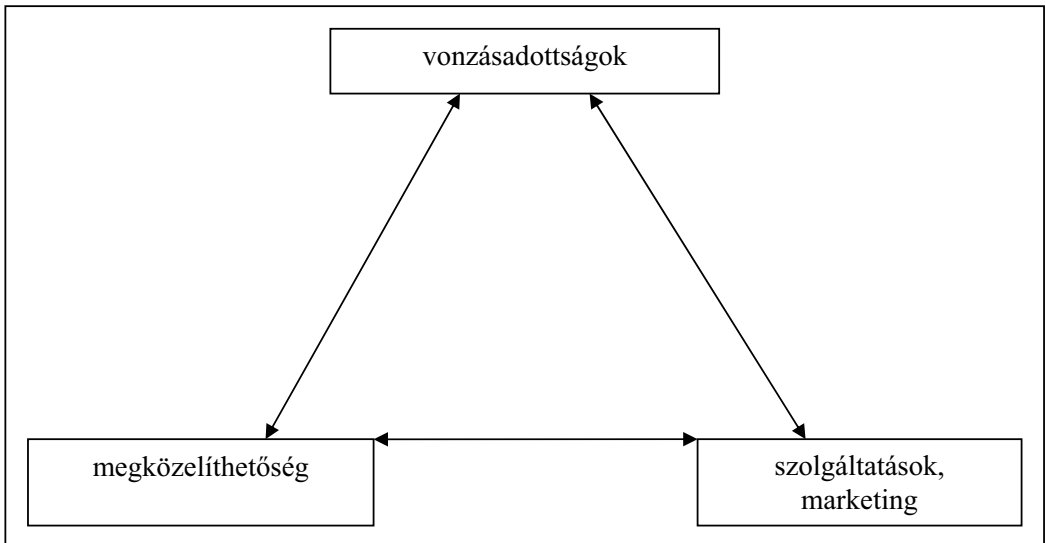 vonzásadottságok
megközelíthetőség
szolgáltatások,
marketing